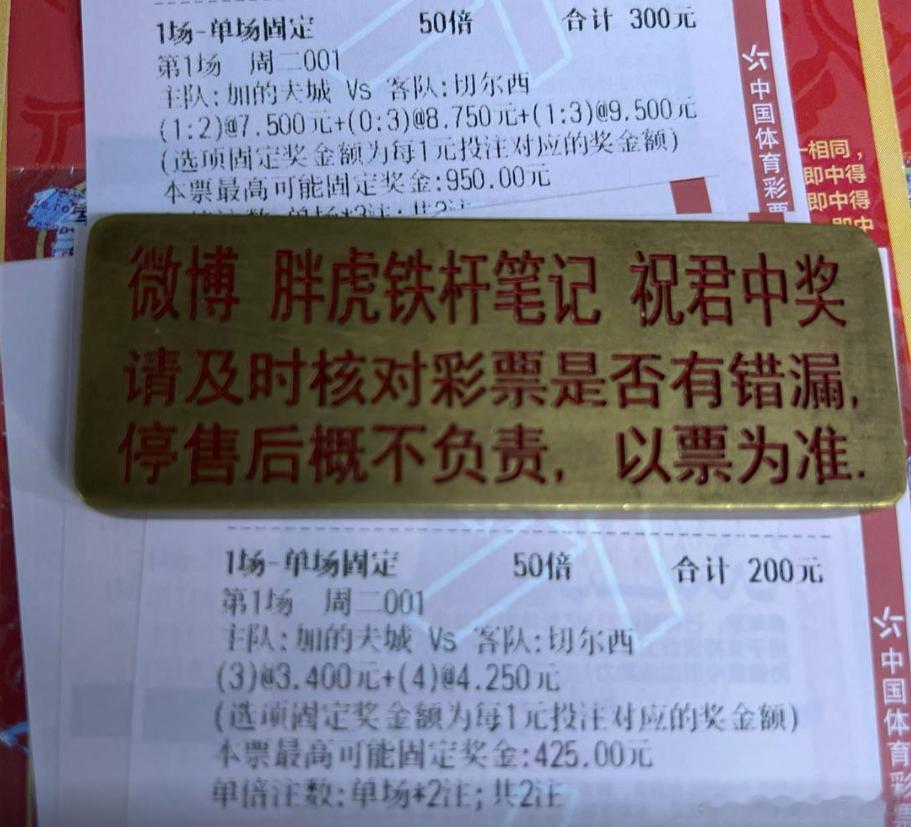 1场-单场固定 50倍 合计 300元
第1场 周二001
主队:加的夫城 Vs 客队:切尔西
(1:2)@7.500元+(0:3)@8.750元+(1:3)@9.500元
(选项固定奖金额为每1元投注对应的奖金额)
本票最高可能固定奖金:950.00元
中国体育彩票
相同，
即中得
即中得
即中
微博 胖虎铁杆笔记 祝君中奖
请及时核对彩票是否有错漏,
停售后概不负责, 以票为准.
1场-单场固定 50倍 合计 200元
第1场 周二001
主队:加的夫城 Vs 客队:切尔西
(3)@3.400元+(4)@4.250元
(选项固定奖金额为每1元投注对应的奖金额)
本票最高可能固定奖金:425.00元
单倍注数:单场*2注;共2注
中国体育彩票